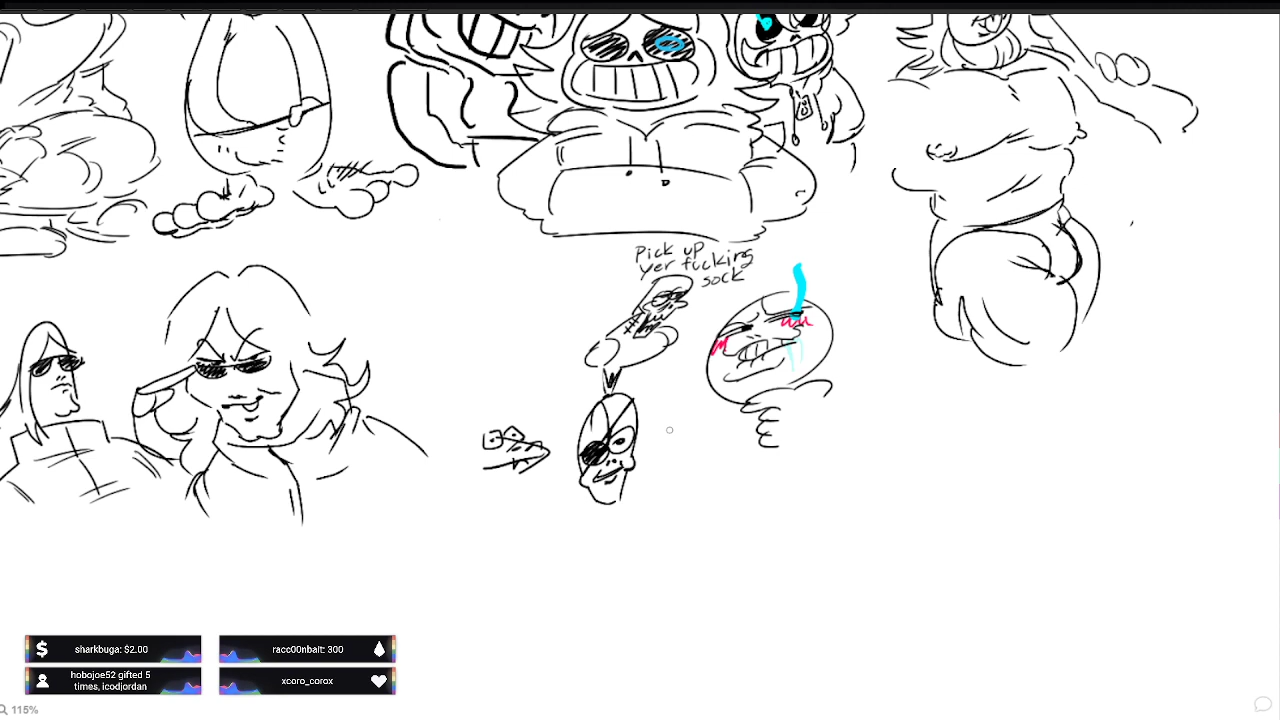 Pick up
yer fucking
sock
$ sharkbuga: $2.00
racc00nbait: 300
hobojoe52 gifted 5
times, icodjordan
xcoro_corox
115%